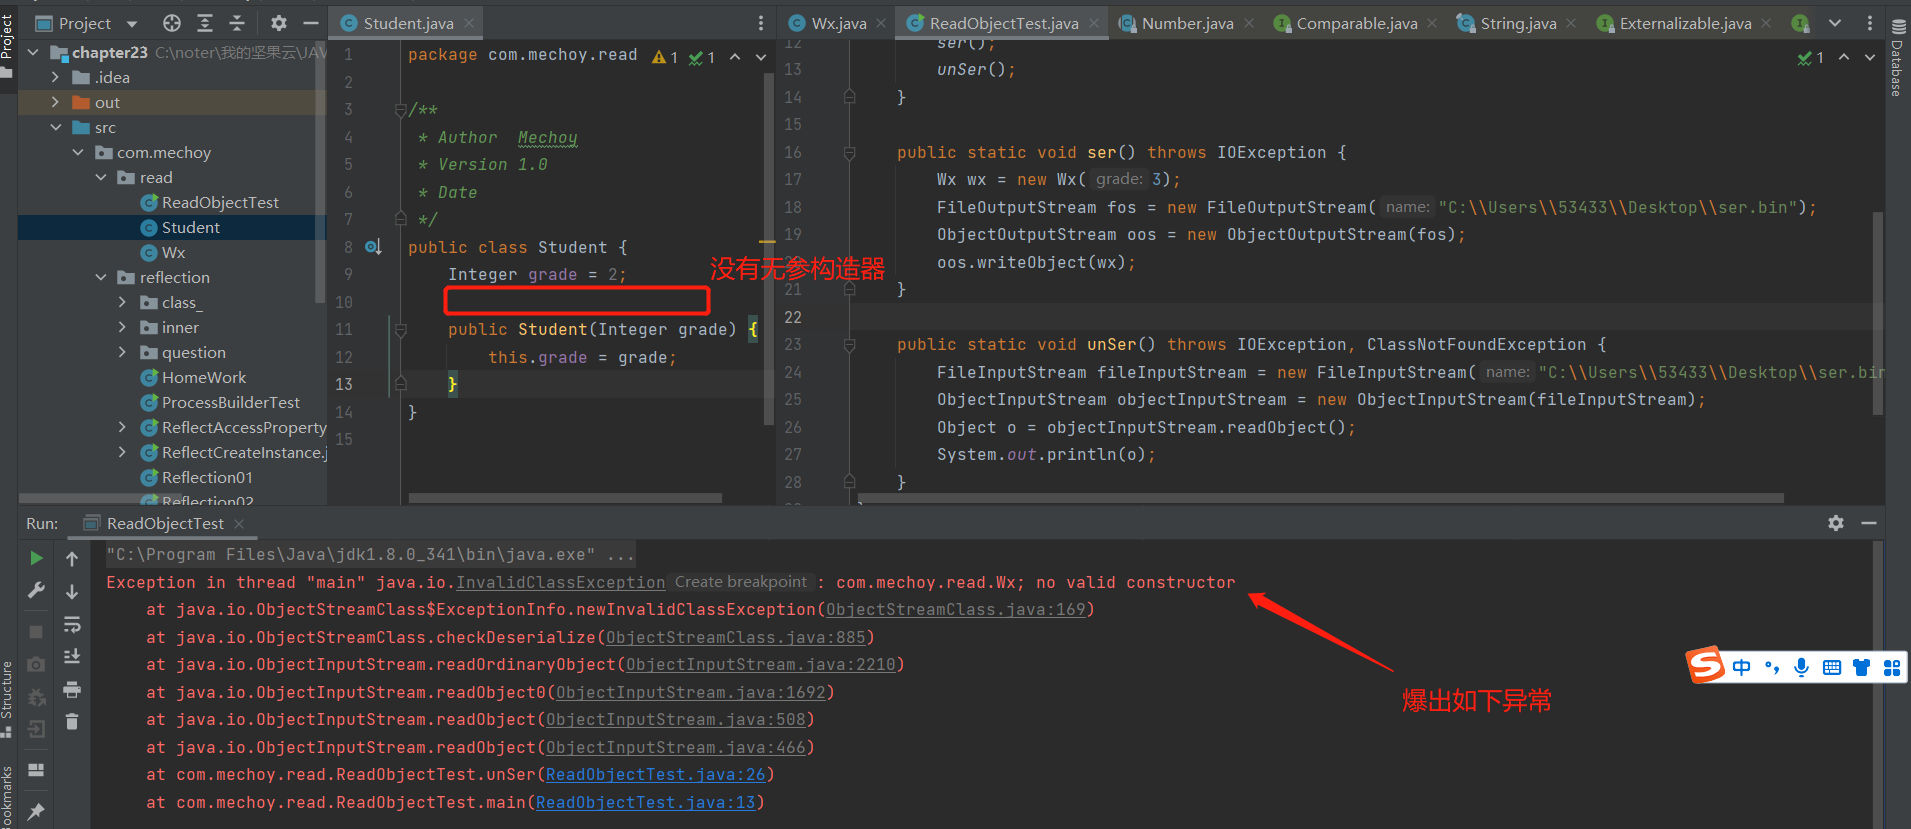 Project
Student.java
Wx.java
ReadObjectTest.java
Number.java
Comparable.java
String.java
Externalizable.java
Project
Database
Structure
Bookmarks
chapter23 C:\noter\我的坚果云\JAV
.idea
out
src
com.mechoy
read
ReadObjectTest
Student
Wx
reflection
class_
inner
question
HomeWork
ProcessBuilderTest
ReflectAccessProperty
ReflectCreateInstance.j
Reflection01
Reflection02
1 package com.mechoy.read
1 1
2
3 /**
4 * Author Mechoy
5 * Version 1.0
6 * Date
7 */
8 public class Student {
9 Integer grade = 2;
没有无参构造器
10
11 public Student(Integer grade) {
12 this.grade = grade;
13 }
14 }
15
12 ser();
13 unSer();
1
14 }
15
16 public static void ser() throws IOException {
17 Wx wx = new Wx( grade: 3);
18 FileOutputStream fos = new FileOutputStream( name: "C:\\Users\\53433\\Desktop\\ser.bin");
19 ObjectOutputStream oos = new ObjectOutputStream(fos);
20 oos.writeObject(wx);
21 }
22
23 public static void unSer() throws IOException, ClassNotFoundException {
24 FileInputStream fileInputStream = new FileInputStream( name: "C:\\Users\\53433\\Desktop\\ser.bin
25 ObjectInputStream objectInputStream = new ObjectInputStream(fileInputStream);
26 Object o = objectInputStream.readObject();
27 System.out.println(o);
28 }
Run: ReadObjectTest
"C:\Program Files\Java\jdk1.8.0_341\bin\java.exe" ...
Exception in thread "main" java.io.InvalidClassException Create breakpoint : com.mechoy.read.Wx; no valid constructor
at java.io.ObjectStreamClass$ExceptionInfo.newInvalidClassException(ObjectStreamClass.java:169)
at java.io.ObjectStreamClass.checkDeserialize(ObjectStreamClass.java:885)
at java.io.ObjectInputStream.readOrdinaryObject(ObjectInputStream.java:2210)
at java.io.ObjectInputStream.readObject0(ObjectInputStream.java:1692)
at java.io.ObjectInputStream.readObject(ObjectInputStream.java:508)
at java.io.ObjectInputStream.readObject(ObjectInputStream.java:466)
at com.mechoy.read.ReadObjectTest.unSer(ReadObjectTest.java:26)
at com.mechoy.read.ReadObjectTest.main(ReadObjectTest.java:13)
爆出如下异常
S 中